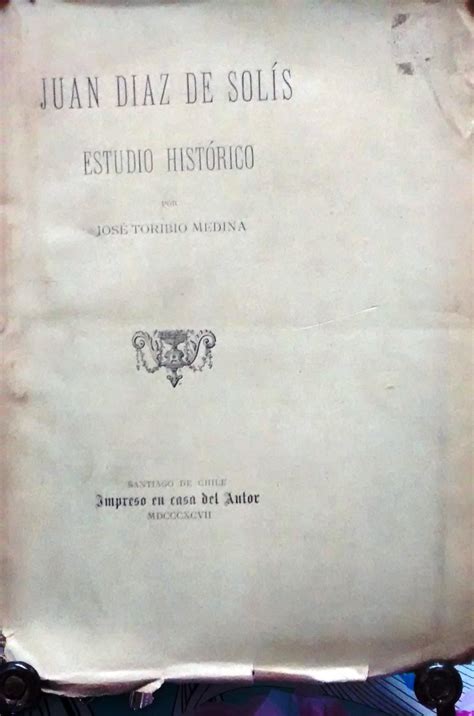 JUAN DIAZ DE SOLÍS
ESTUDIO HISTÓRICO
POR
JOSÉ TORIBIO MEDINA
SANTIAGO DE CHILE
Impreso en casa del Autor
MDCCCXCVII